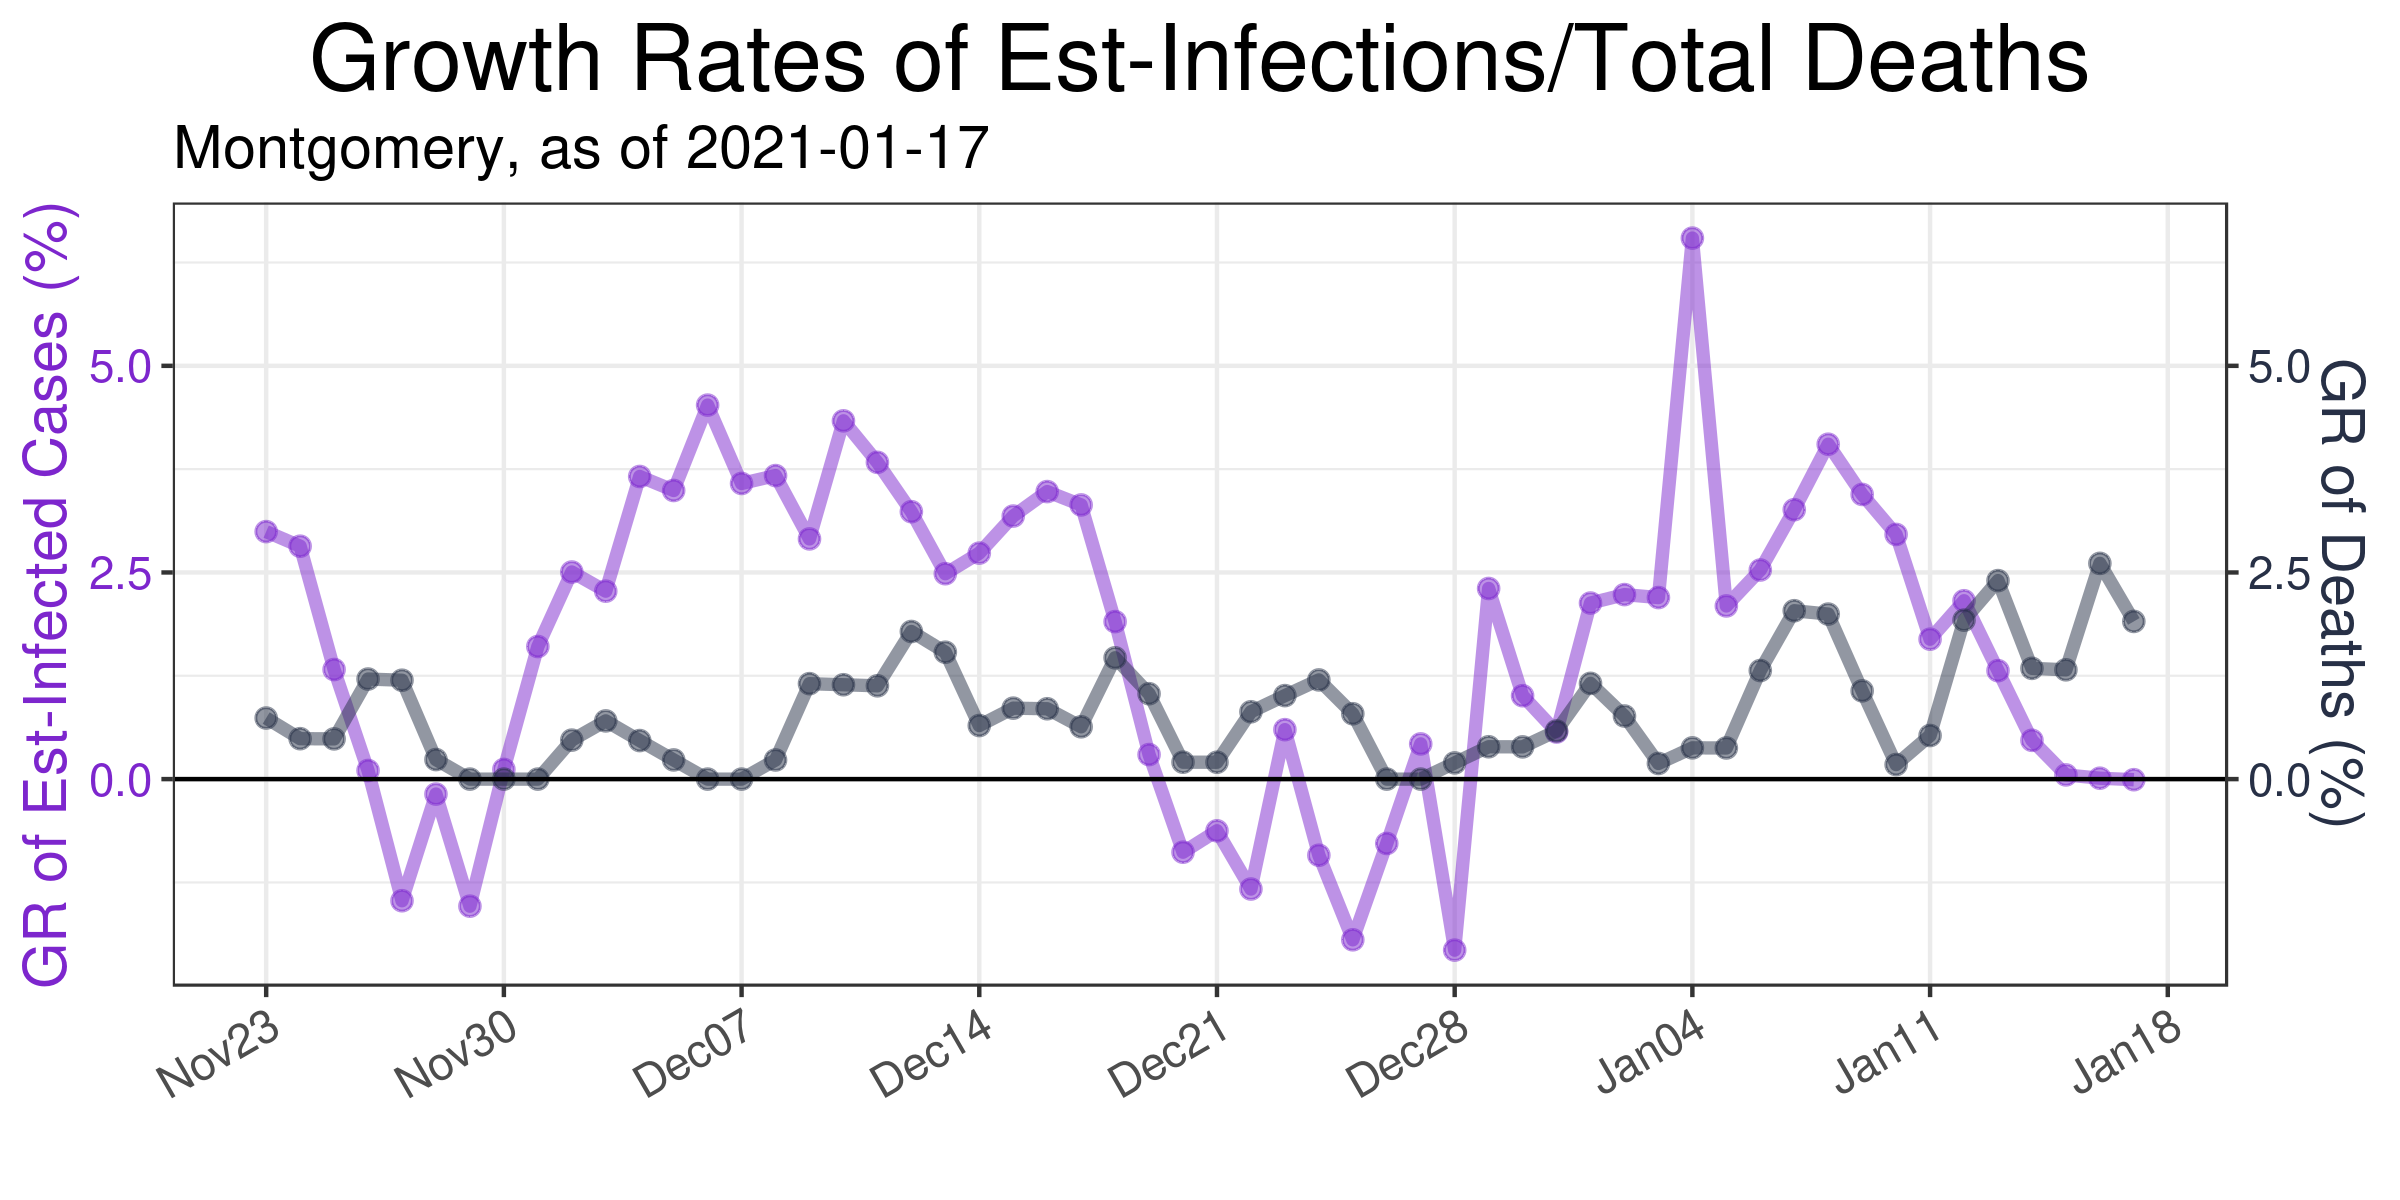 Growth Rates of Est-Infections/Total Deaths
Montgomery, as of 2021-01-17
GR of Est-Infected Cases (%)
5.0
2.5
0.0
5.0
2.5
0.0
GR of Deaths (%)
Nov23
Nov30
Dec07
Dec14
Dec21
Dec28
Jan04
Jan11
Jan18